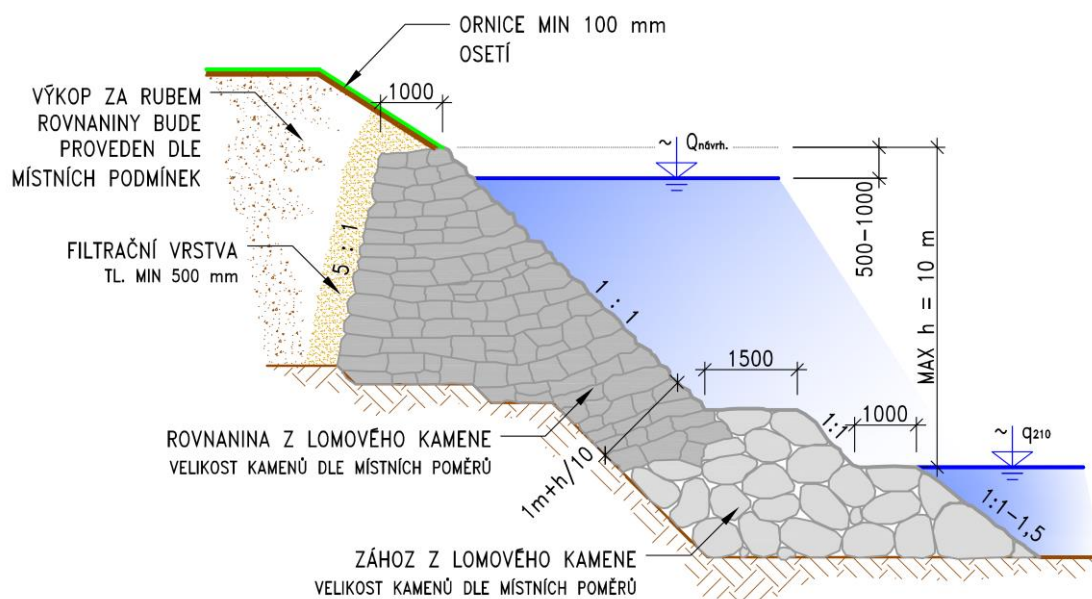 ORNICE MIN 100 mm
OSETÍ
1000
VÝKOP ZA RUBEM
ROVNANINY BUDE
PROVEDEN DLE
MÍSTNÍCH PODMÍNEK
~ Qnávrh.
500-1000
FILTRAČNÍ VRSTVA
TL. MIN 500 mm
5 : 1
1 : 1
MAX h = 10 m
1500
1:1
1000
~ q210
ROVNANINA Z LOMOVÉHO KAMENE
VELIKOST KAMENŮ DLE MÍSTNÍCH POMĚRŮ
1m+h/10
1:1-1,5
ZÁHOZ Z LOMOVÉHO KAMENE
VELIKOST KAMENŮ DLE MÍSTNÍCH POMĚRŮ